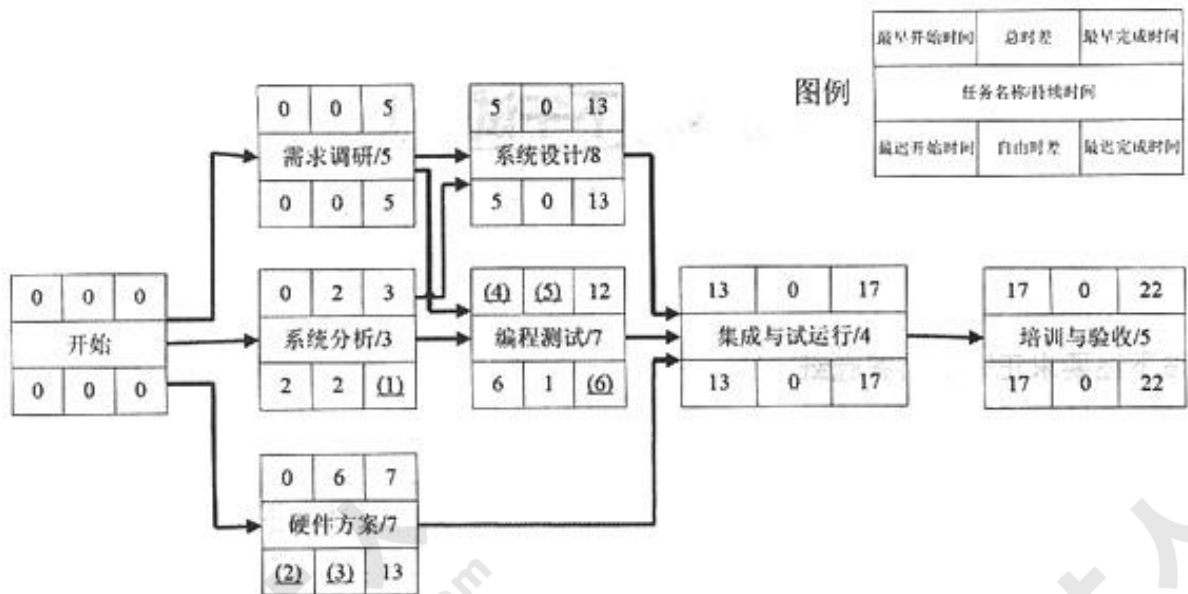 最早开始时间 总时差 最早完成时间
图例
任务名称/持续时间
最迟开始时间 自由时差 最迟完成时间
0 0 5
需求调研/5
0 0 5
5 0 13
系统设计/8
5 0 13
0 0 0
开始
0 0 0
0 2 3
系统分析/3
2 2 (1)
(4) (5) 12
编程测试/7
6 1 (6)
13 0 17
集成与试运行/4
13 0 17
17 0 22
培训与验收/5
17 0 22
0 6 7
硬件方案/7
(2) (3) 13